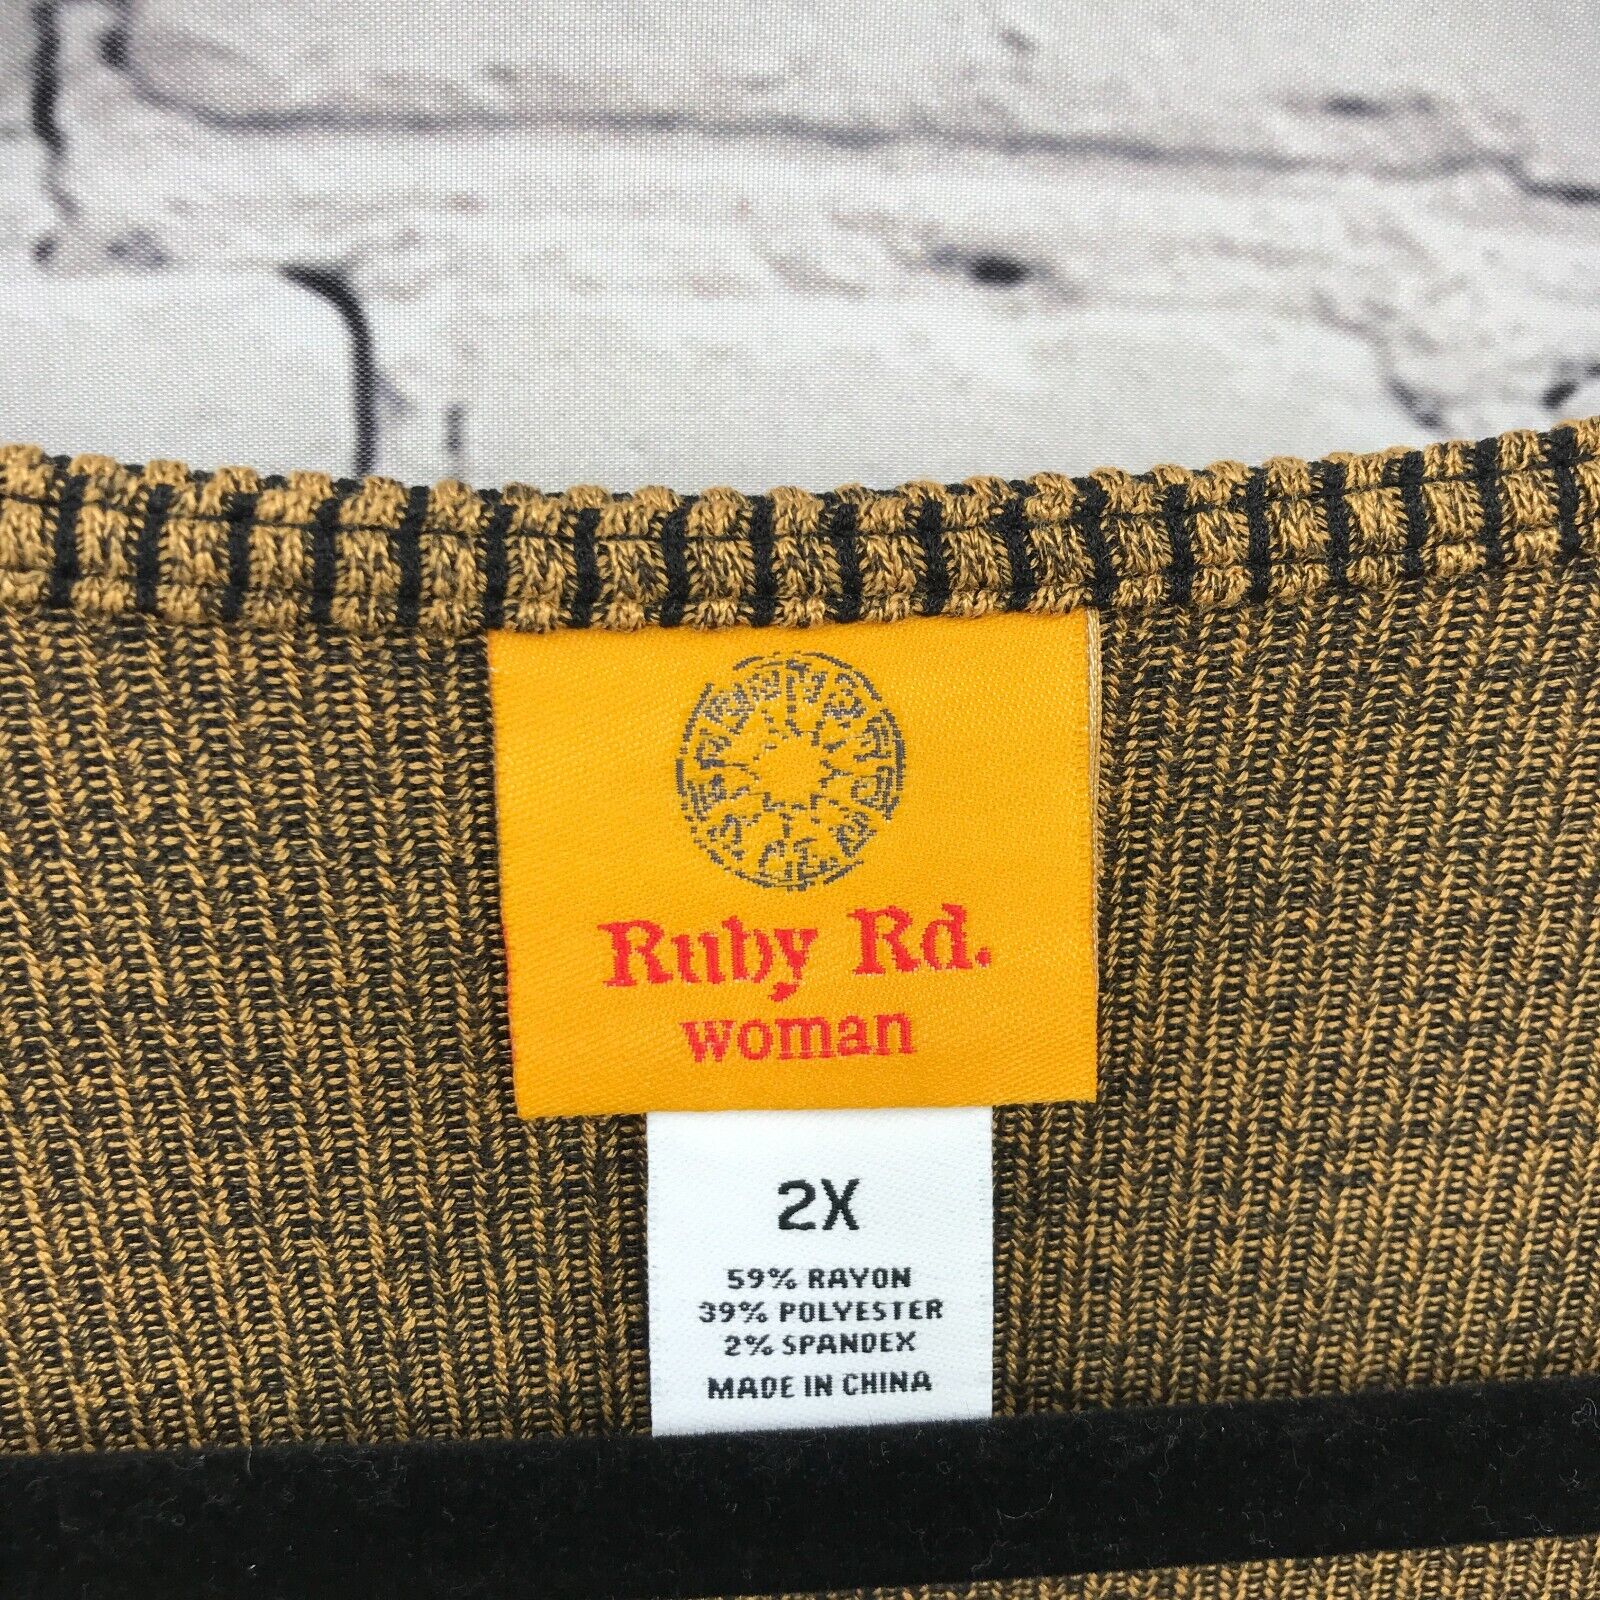 Ruby Rd.
woman
2X
59% RAYON
39% POLYESTER
2% SPANDEX
MADE IN CHINA